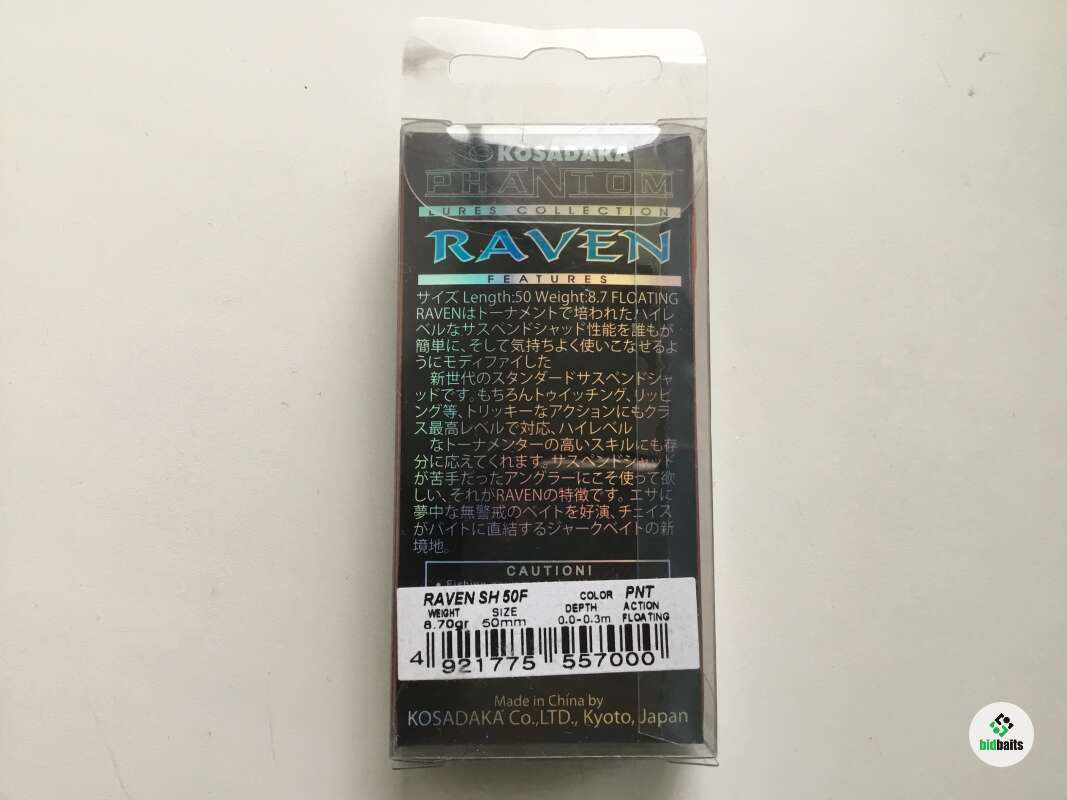 KOSADAKA
PHANTOM
LURES COLLECTION
RAVEN
FEATURES
サイズ Length:50 Weight:8.7 FLOATING
RAVENはトーナメントで培われたハイレ
ベルなサスペンドシャッド性能を誰もが
簡単に、そして気持ちよく使いこなせるよ
うにモディファイした
新世代のスタンダードサスペンドシャ
ッドです。もちろんトゥイッチング、リッピ
ング等、トリッキーなアクションにもクラ
ス最高レベルで対応、ハイレベル
なトーナメンターの高いスキルにも存
分に応えてくれます。サスペンドシャッド
が苦手だったアングラーにこそ使って欲
しい、それがRAVENの特徴です。エサに
夢中な無警戒のベイトを好演、チェイス
がバイトに直結するジャークベイトの新
境地。
CAUTION!
RAVEN SH 50F COLOR PNT
WEIGHT SIZE DEPTH ACTION
8.70gr 50mm 0.0-0.3m FLOATING
4 921775 557000
Made in China by
KOSADAKA Co.,LTD., Kyoto, Japan
bidbaits